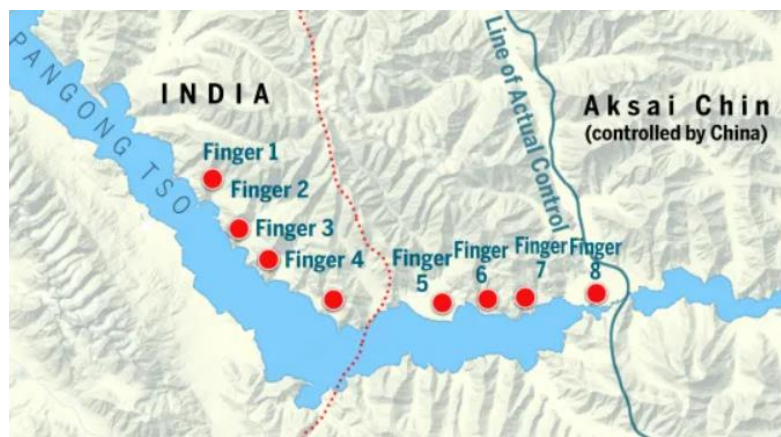 PANGONG TSO
INDIA
Line of Actual Control
Aksai Chin
(controlled by China)
Finger 1
Finger 2
Finger 3
Finger 4
Finger
5
Finger
6
Finger
7
Finger
8